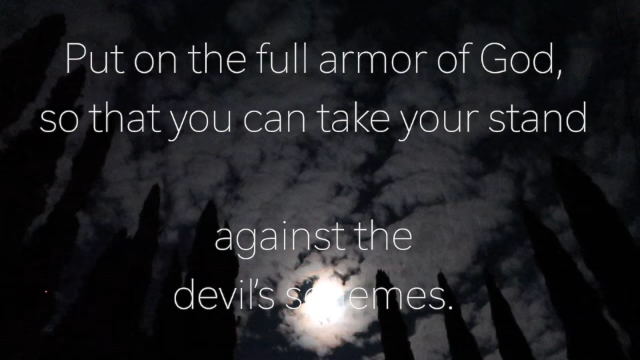 Put on the full armor of God,
so that you can take your stand
against the
devil's schemes.